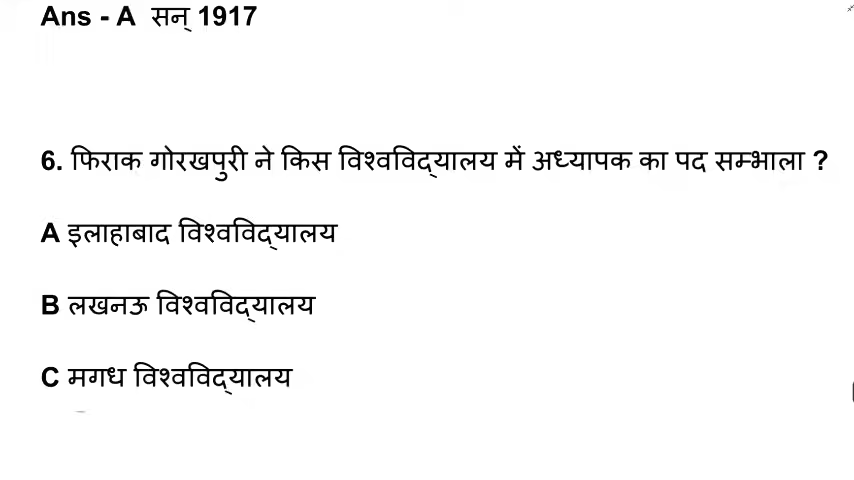 Ans - A सन् 1917
6. फिराक गोरखपुरी ने किस विश्वविद्यालय में अध्यापक का पद सम्भाला ?
A इलाहाबाद विश्वविद्यालय
B लखनऊ विश्वविद्यालय
C मगध विश्वविद्यालय